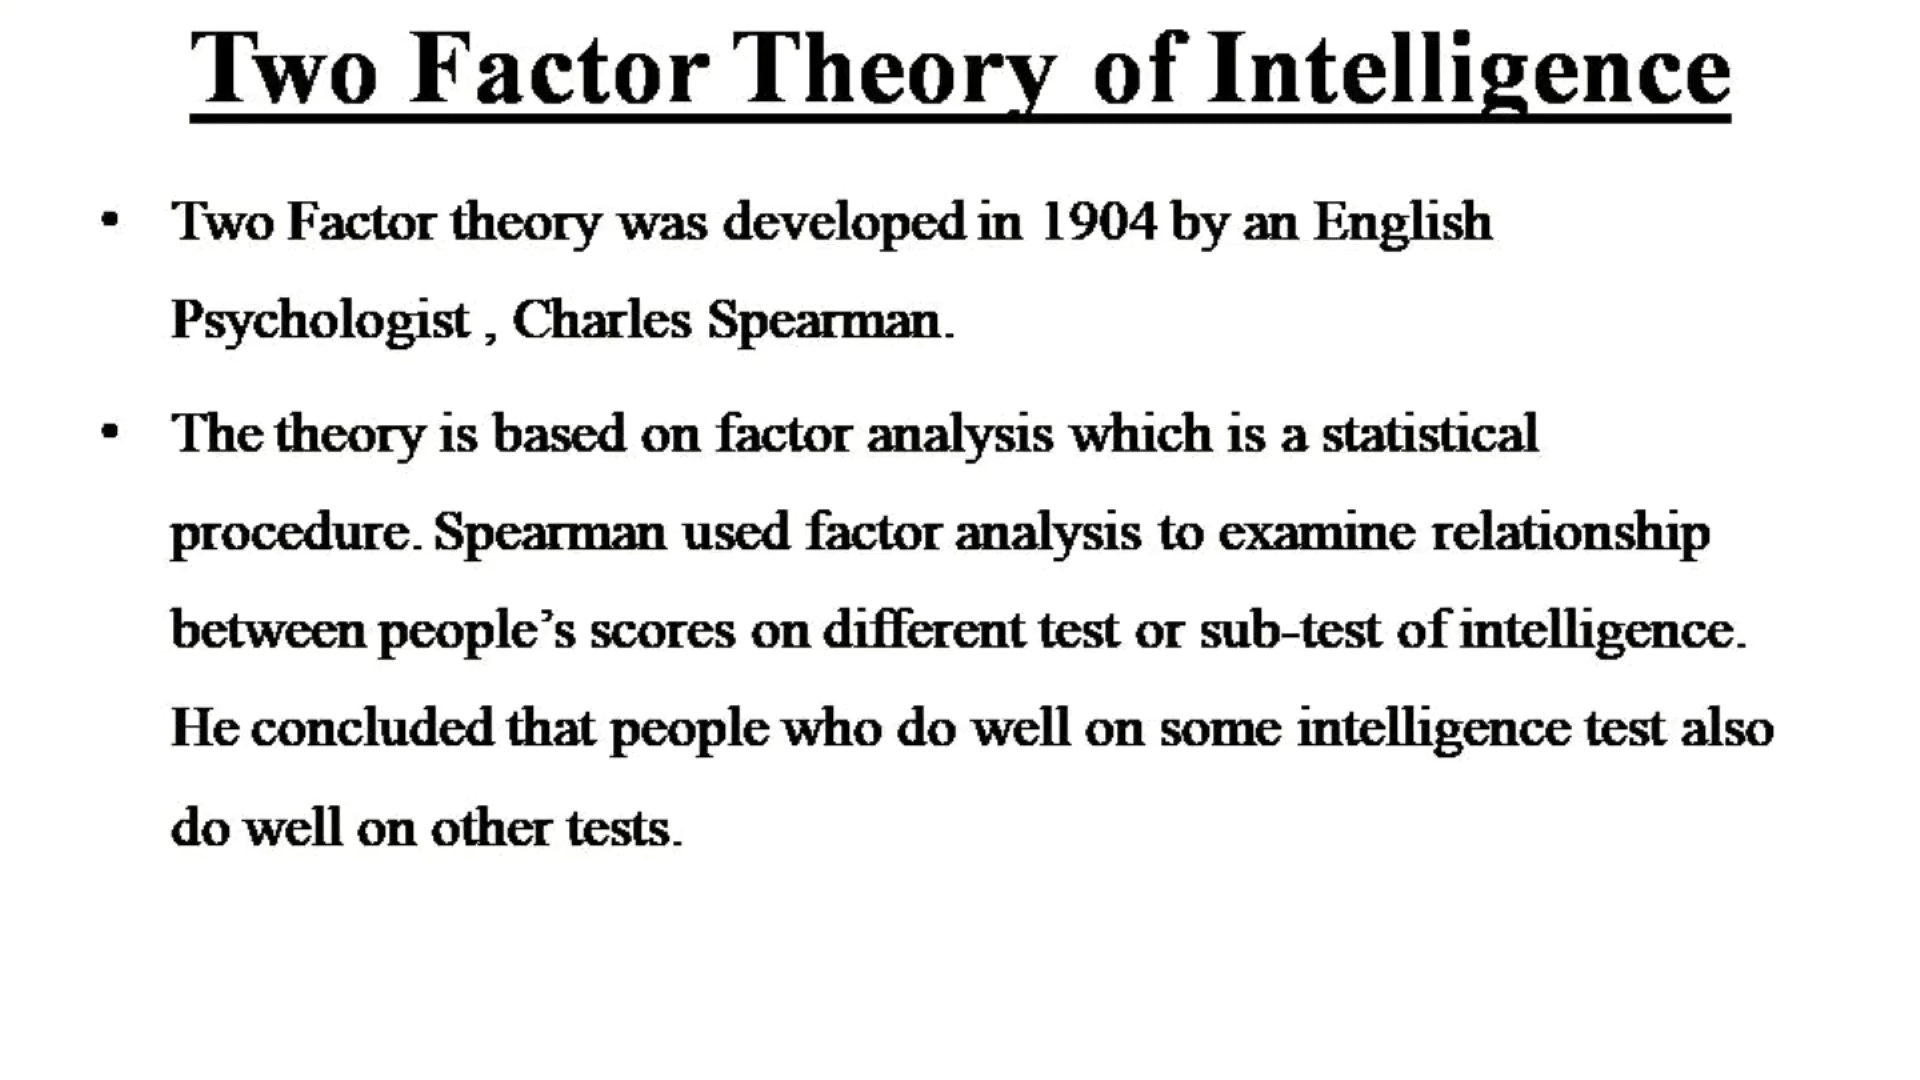 Two Factor Theory of Intelligence
• Two Factor theory was developed in 1904 by an English
Psychologist , Charles Spearman.
• The theory is based on factor analysis which is a statistical
procedure. Spearman used factor analysis to examine relationship
between people’s scores on different test or sub-test of intelligence.
He concluded that people who do well on some intelligence test also
do well on other tests.